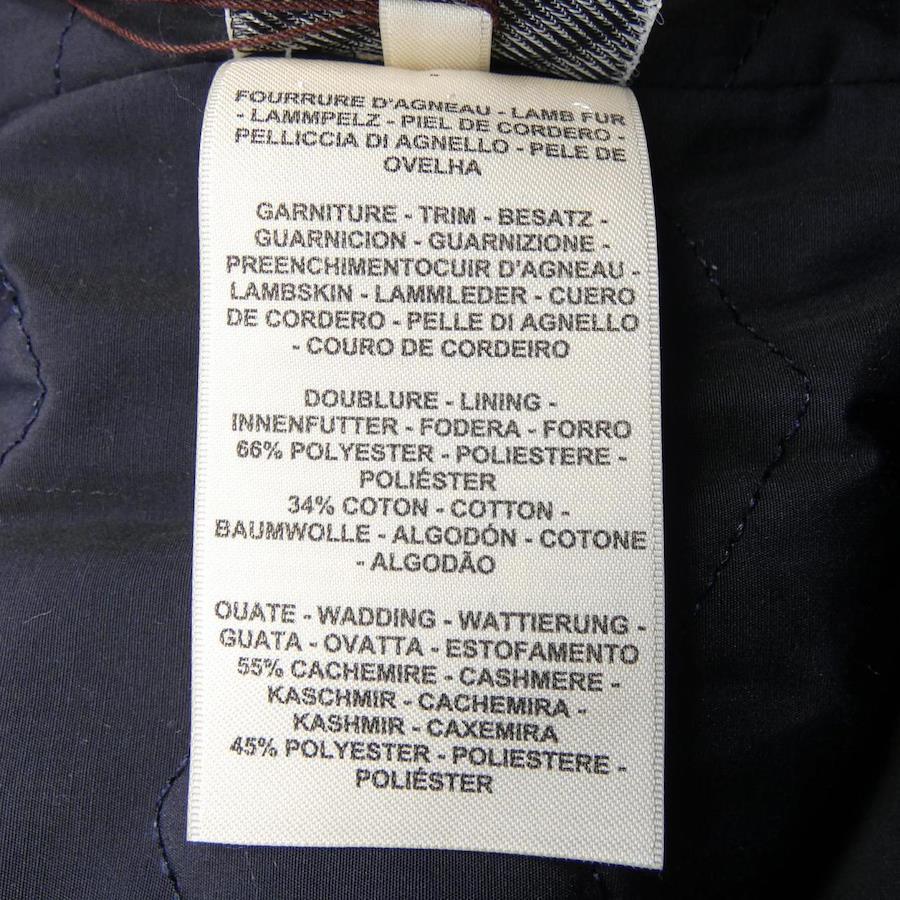 FOURRURE D'AGNEAU - LAMB FUR
- LAMMPELZ - PIEL DE CORDERO -
PELLICCIA DI AGNELLO - PELE DE
OVELHA
GARNITURE - TRIM - BESATZ -
GUARNICION - GUARNIZIONE -
PREENCHIMENTOCUIR D'AGNEAU -
LAMBSKIN - LAMMLEDER - CUERO
DE CORDERO - PELLE DI AGNELLO
- COURO DE CORDEIRO
DOUBLURE - LINING -
INNENFUTTER - FODERA - FORRO
66% POLYESTER - POLIESTERE -
POLIÉSTER
34% COTON - COTTON -
BAUMWOLLE - ALGODÓN - COTONE
- ALGODÃO
OUATE - WADDING - WATTIERUNG -
GUATA - OVATTA - ESTOFAMENTO
55% CACHEMIRE - CASHMERE -
KASCHMIR - CACHEMIRA -
KASHMIR - CAXEMIRA
45% POLYESTER - POLIESTERE -
POLIÉSTER